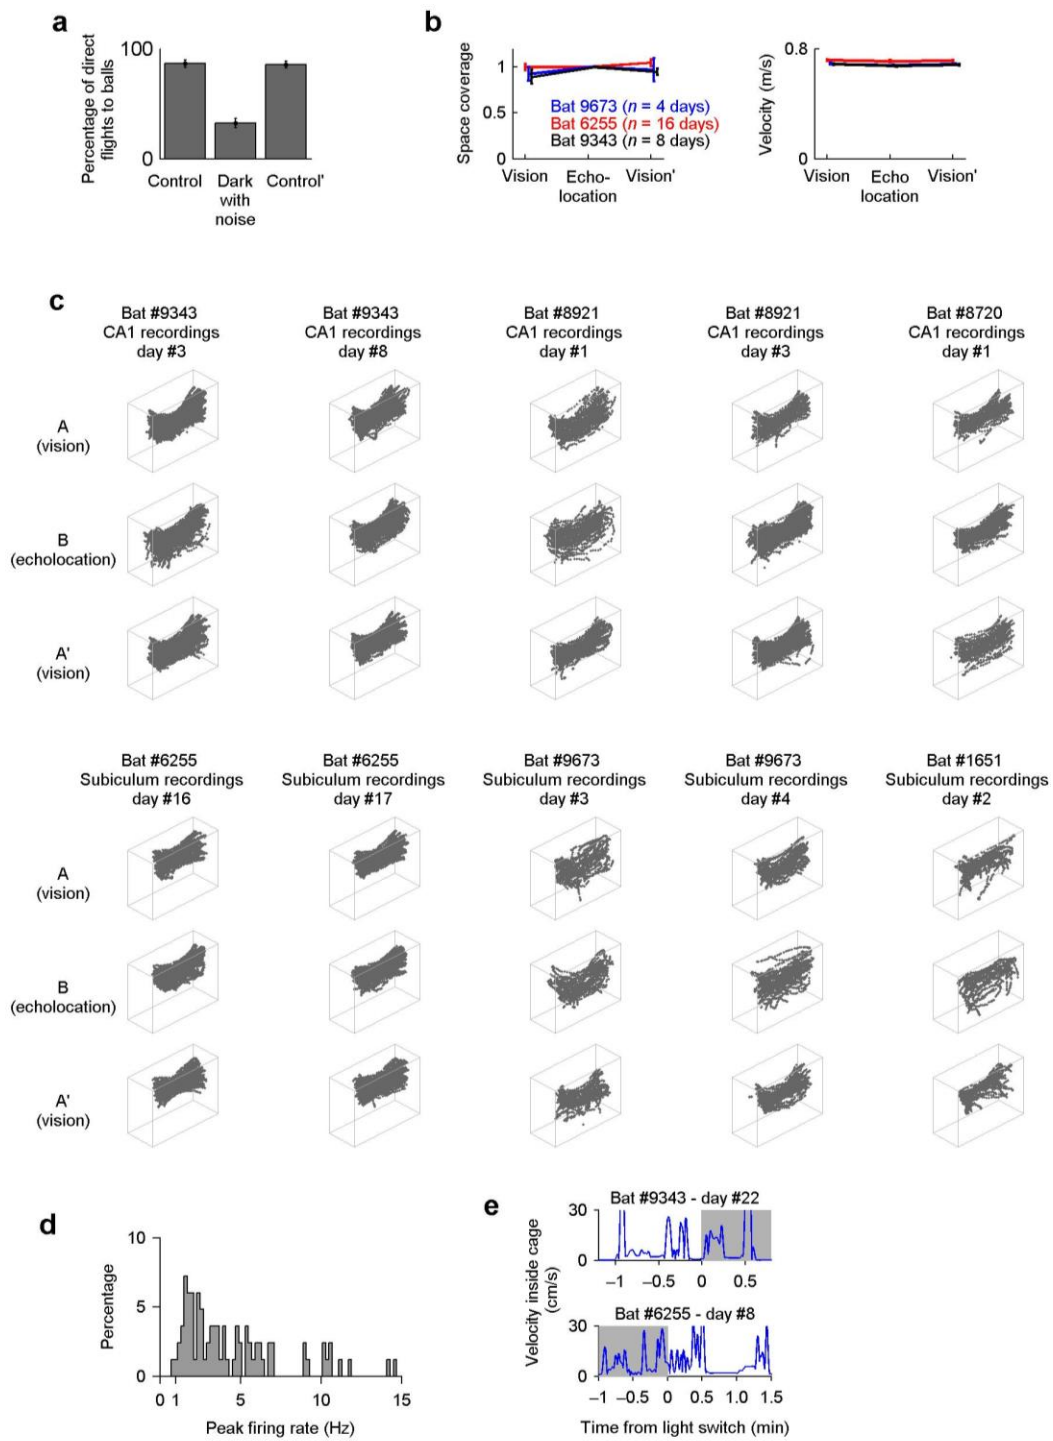 a
Percentage of direct
flights to balls
100
0
Control
Dark
with
noise
Control'
b
Space coverage
1
0.5
0
Bat 9673 (n = 4 days)
Bat 6255 (n = 16 days)
Bat 9343 (n = 8 days)
Vision
Echo-
location
Vision'
Velocity (m/s)
0.8
0
Vision
Echo
location
Vision'
c
Bat #9343
CA1 recordings
day #3
Bat #9343
CA1 recordings
day #8
Bat #8921
CA1 recordings
day #1
Bat #8921
CA1 recordings
day #3
Bat #8720
CA1 recordings
day #1
A
(vision)
B
(echolocation)
A'
(vision)
Bat #6255
Subiculum recordings
day #16
Bat #6255
Subiculum recordings
day #17
Bat #9673
Subiculum recordings
day #3
Bat #9673
Subiculum recordings
day #4
Bat #1651
Subiculum recordings
day #2
A
(vision)
B
(echolocation)
A'
(vision)
d
Percentage
10
5
0
0 1 5 10 15
Peak firing rate (Hz)
e
Velocity inside cage
(cm/s)
Bat #9343 - day #22
30
0
–1 –0.5 0 0.5
Bat #6255 - day #8
30
0
–1 –0.5 0 0.5 1.0 1.5
Time from light switch (min)